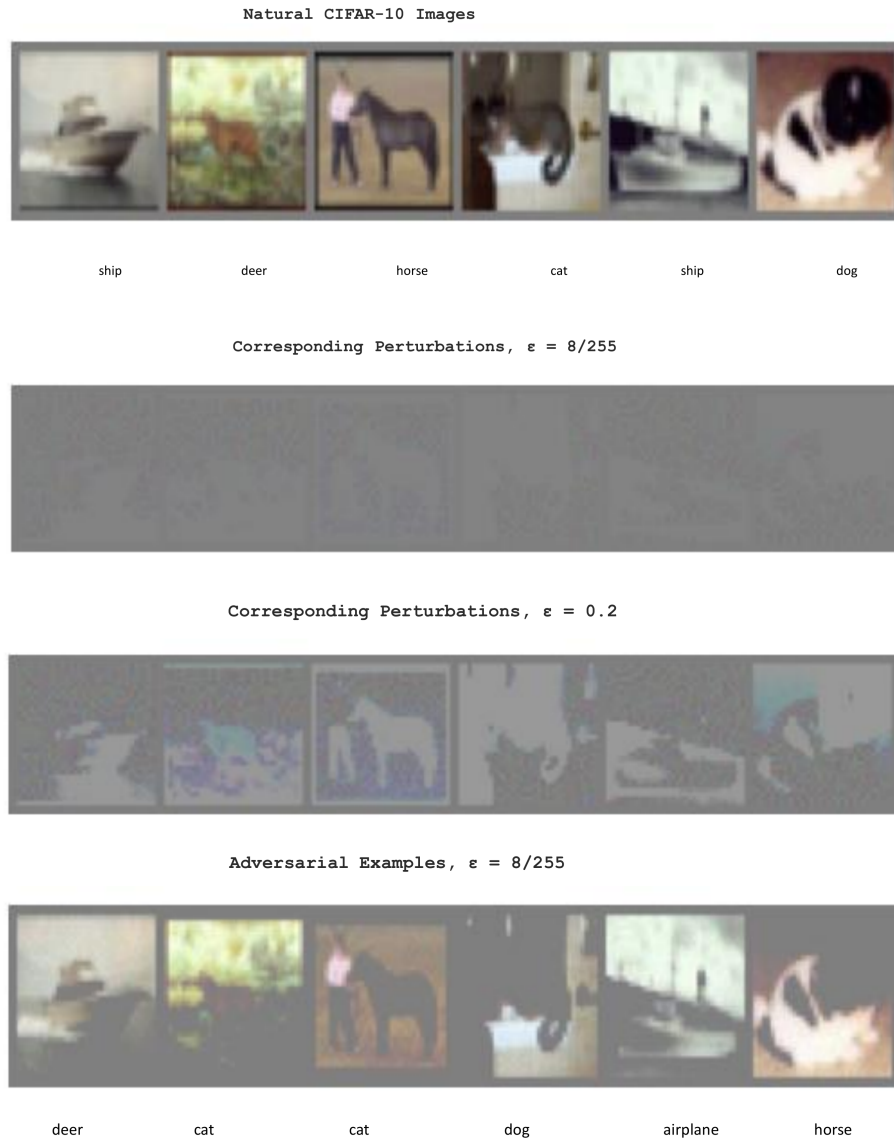 Natural CIFAR-10 Images
ship deer horse cat ship dog
Corresponding Perturbations, ε = 8/255
Corresponding Perturbations, ε = 0.2
Adversarial Examples, ε = 8/255
deer cat cat dog airplane horse